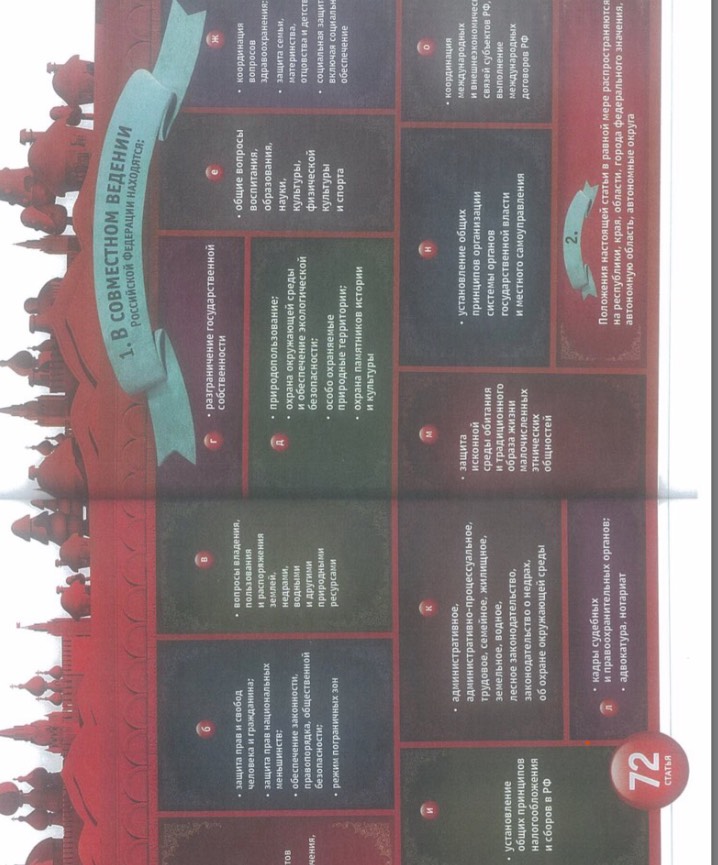 1. В СОВМЕСТНОМ ВЕДЕНИИ
РОССИЙСКОЙ ФЕДЕРАЦИИ НАХОДЯТСЯ:
б
• защита прав и свобод
человека и гражданина;
• защита прав национальных
меньшинств;
• обеспечение законности,
правопорядка, общественной
безопасности;
• режим пограничных зон
в
• вопросы владения,
пользования
и распоряжения
землей,
недрами,
водными
и другими
природными
ресурсами
г
• разграничение государственной
собственности
д
• природопользование;
• охрана окружающей среды
и обеспечение экологической
безопасности;
• особо охраняемые
природные территории;
• охрана памятников истории
и культуры
е
• общие вопросы
воспитания,
образования,
науки,
культуры,
физической
культуры
и спорта
ж
• координация
вопросов
здравоохранения;
• защита семьи,
материнства,
отцовства и детст
• социальная защит
включая социаль
обеспечение
и
• установление
общих принципов
налогообложения
и сборов в РФ
к
• административное,
административно-процессуальное,
трудовое, семейное, жилищное,
земельное, водное,
лесное законодательство,
законодательство о недрах,
об охране окружающей среды
л
• кадры судебных
и правоохранительных органов;
• адвокатура, нотариат
м
• защита
исконной
среды обитания
и традиционного
образа жизни
малочисленных
этнических
общностей
н
• установление общих
принципов организации
системы органов
государственной власти
и местного самоуправления
о
• координация
международных
и внешнеэкономическ
связей субъектов РФ,
выполнение
международных
договоров РФ
2.
Положения настоящей статьи в равной мере распространяются
на республики, края, области, города федерального значения,
автономную область, автономные округа
72
СТАТЬЯ